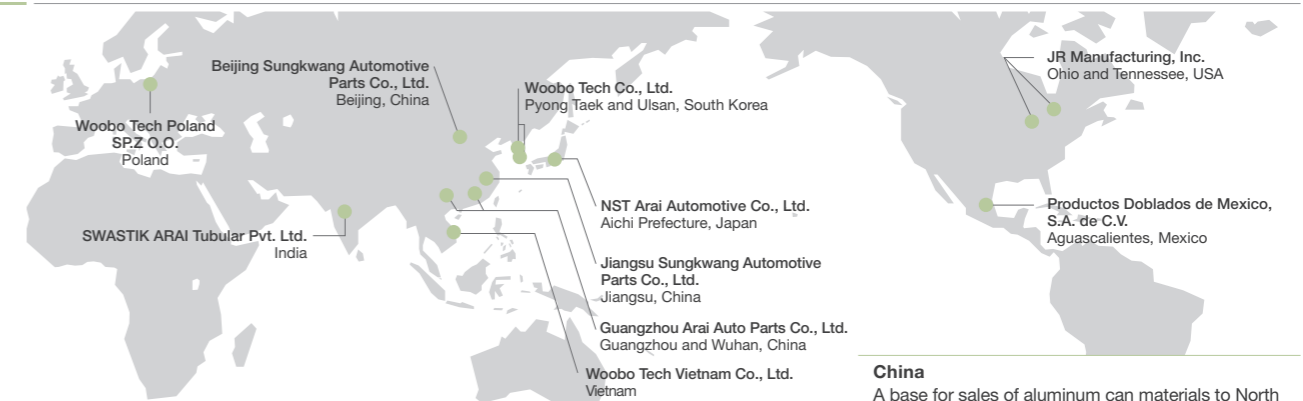 Beijing Sungkwang Automotive
Parts Co., Ltd.
Beijing, China
Woobo Tech Co., Ltd.
Pyong Taek and Ulsan, South Korea
JR Manufacturing, Inc.
Ohio and Tennessee, USA
Woobo Tech Poland
SP.Z O.O.
Poland
NST Arai Automotive Co., Ltd.
Aichi Prefecture, Japan
Productos Doblados de Mexico,
S.A. de C.V.
Aguascalientes, Mexico
SWASTIK ARAI Tubular Pvt. Ltd.
India
Jiangsu Sungkwang Automotive
Parts Co., Ltd.
Jiangsu, China
Guangzhou Arai Auto Parts Co., Ltd.
Guangzhou and Wuhan, China
Woobo Tech Vietnam Co., Ltd.
Vietnam
China
A base for sales of aluminum can materials to North